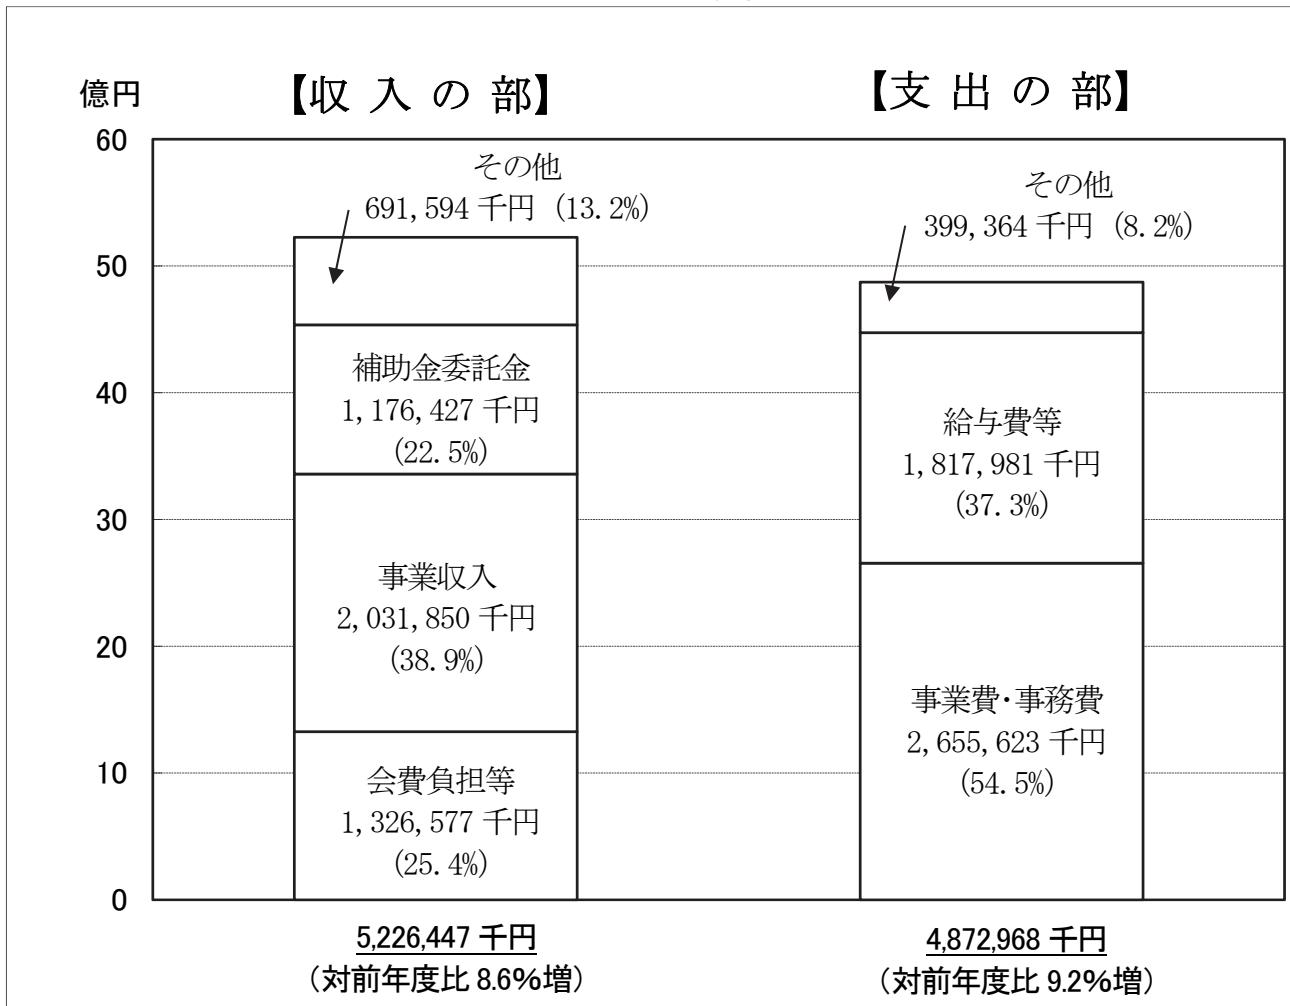 億円
【収 入 の 部】
【支 出 の 部】
60
50
40
30
20
10
0
その他
691,594 千円 (13.2%)
補助金委託金
1,176,427 千円
(22.5%)
事業収入
2,031,850 千円
(38.9%)
会費負担等
1,326,577 千円
(25.4%)
5,226,447 千円
（対前年度比 8.6%増）
その他
399,364 千円 (8.2%)
給与費等
1,817,981 千円
(37.3%)
事業費・事務費
2,655,623 千円
(54.5%)
4,872,968 千円
（対前年度比 9.2%増）